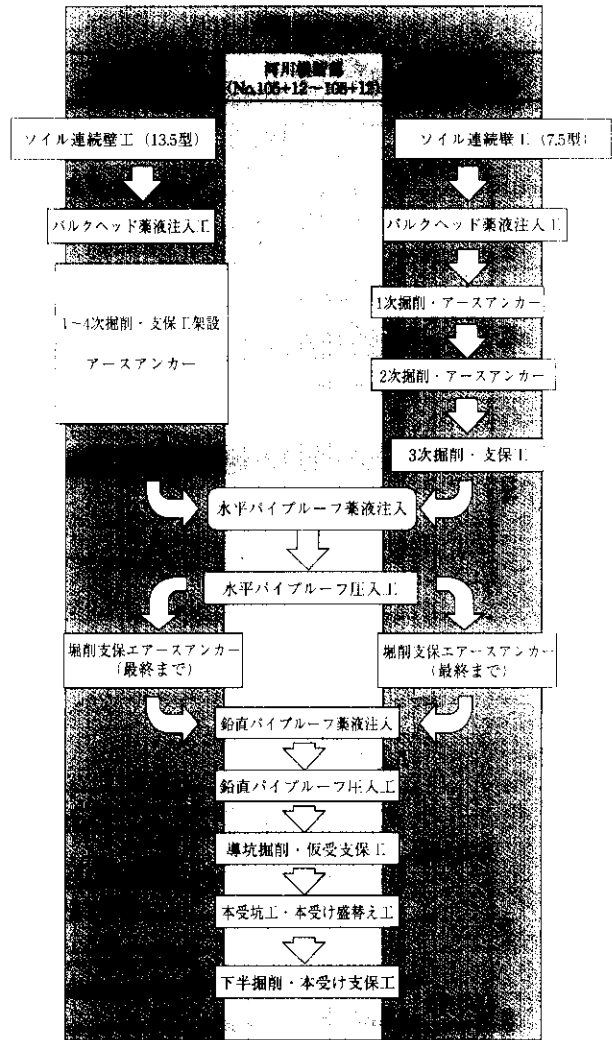 河川横断部
(No.105+12～108+12)
ソイル連続壁工（13.5型）
ソイル連続壁工（7.5型）
バルクヘッド薬液注入工
バルクヘッド薬液注入工
1～4次掘削・支保工架設
アースアンカー
1次掘削・アースアンカー
2次掘削・アースアンカー
3次掘削・支保工
水平パイプルーフ薬液注入
水平パイプルーフ圧入工
堀削支保エアースアンカー
(最終まで)
堀削支保エアースアンカー
(最終まで)
鉛直パイプルーフ薬液注入
鉛直パイプルーフ圧入工
導坑掘削・仮受支保工
本受坑工・本受け盛替え工
下半掘削・本受け支保工